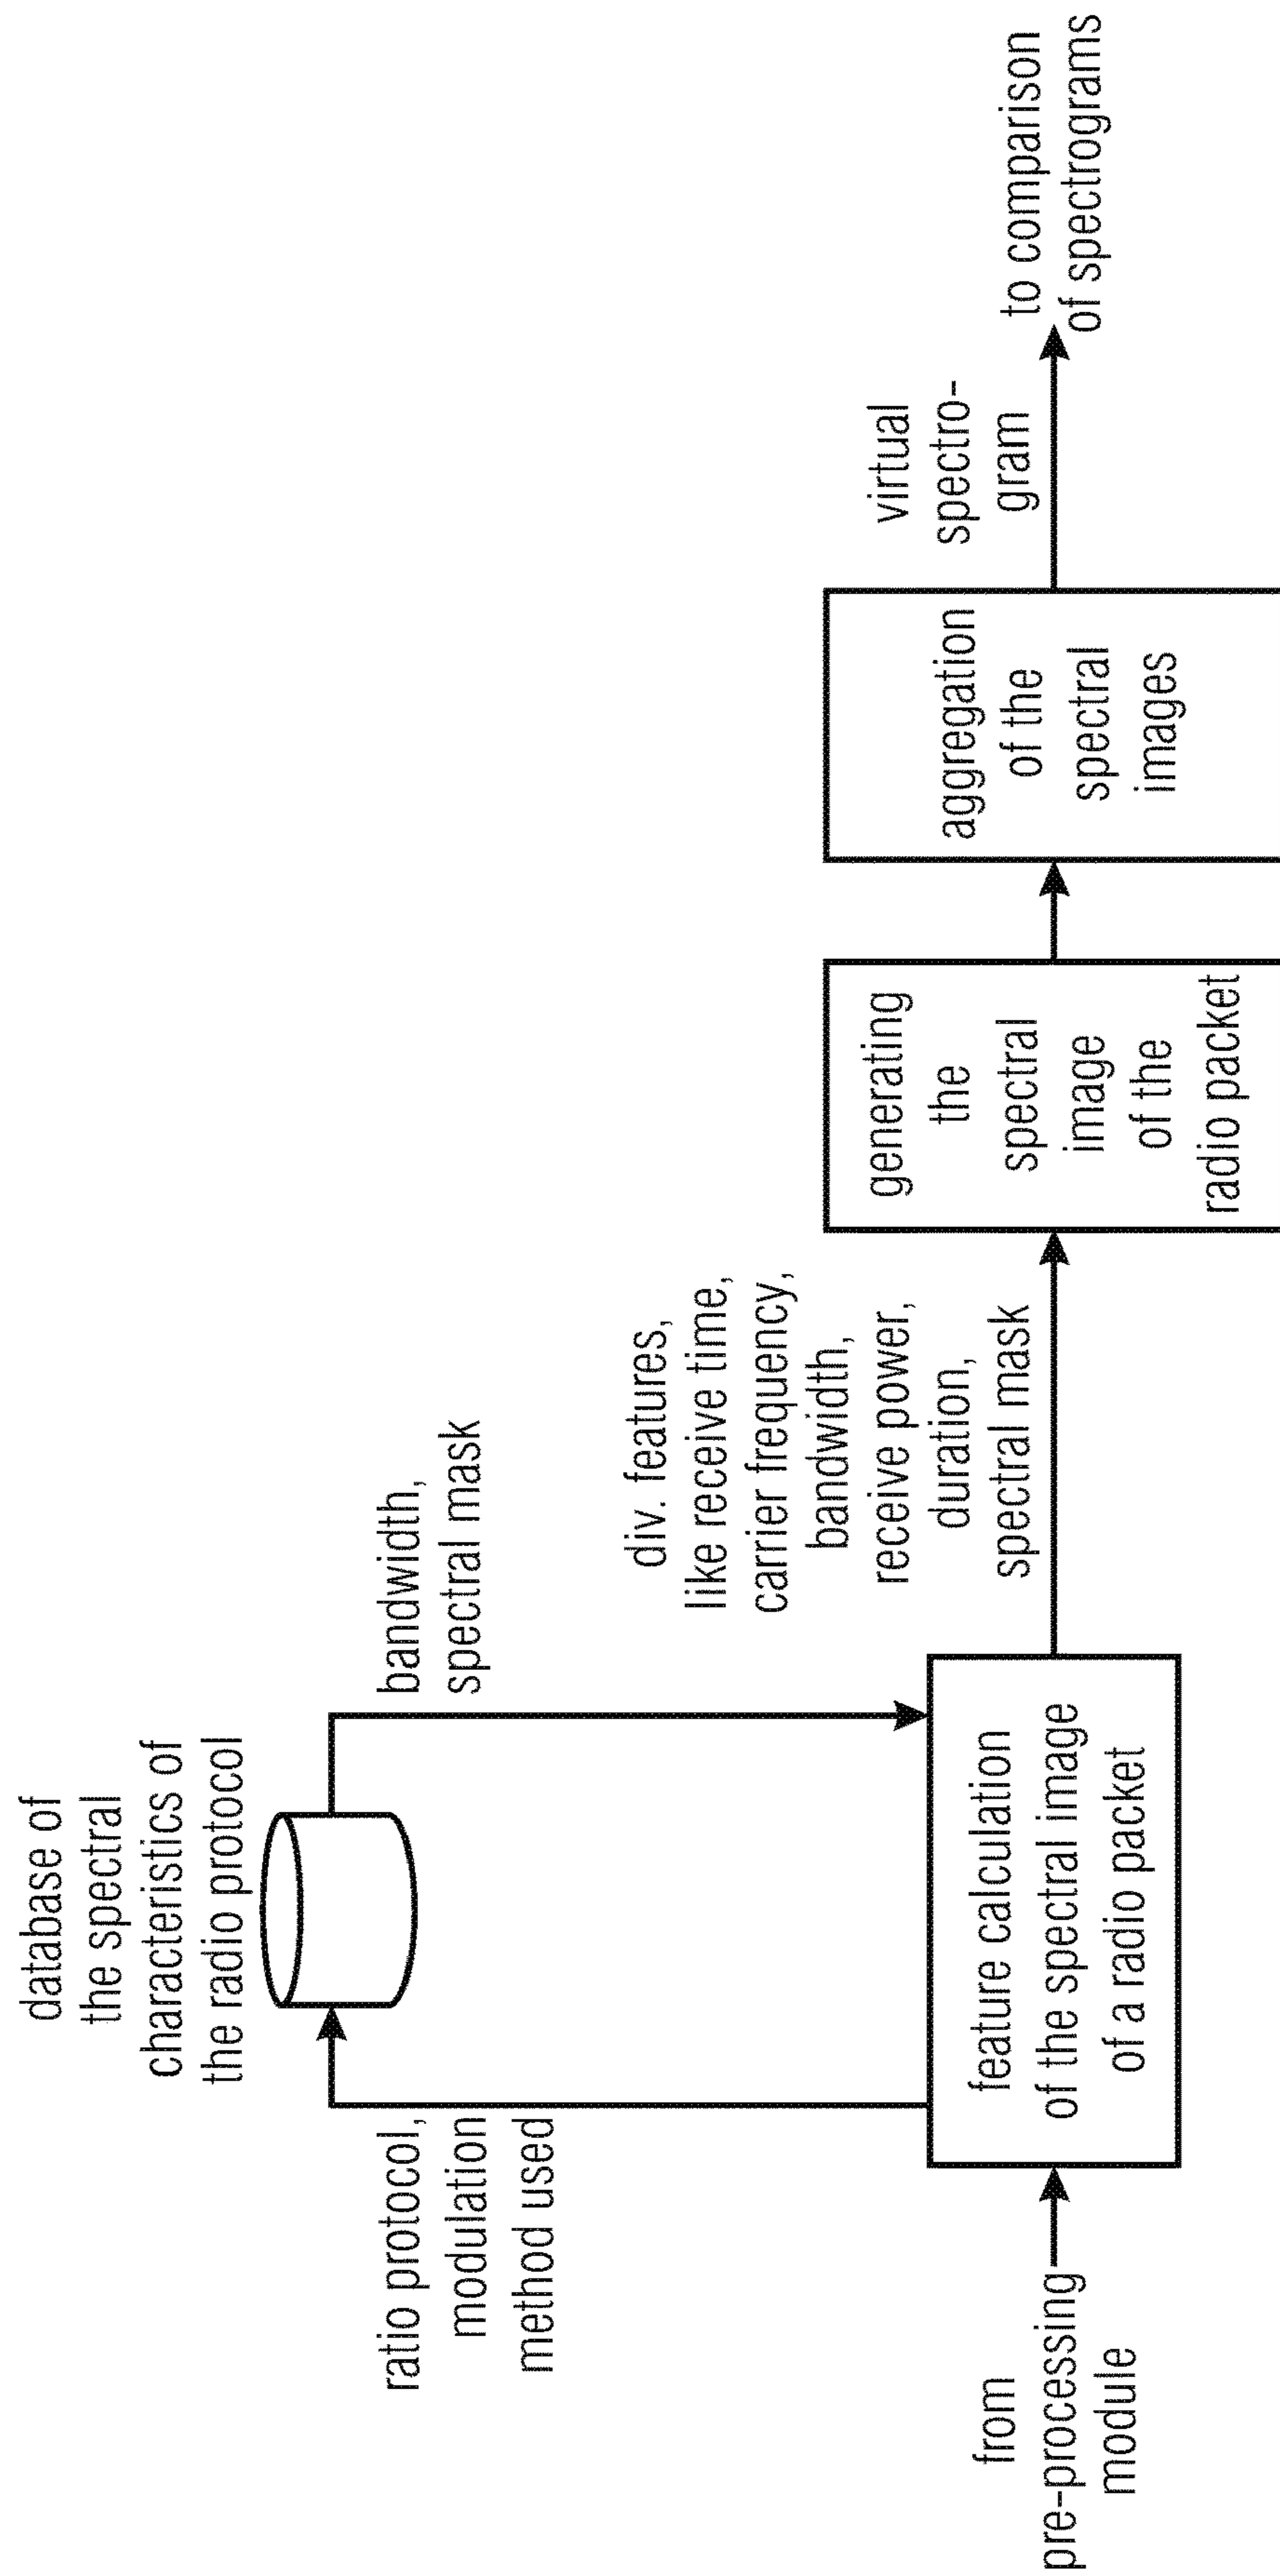 database of
the spectral
characteristics of
the radio protocol
ratio protocol,
modulation
method used
bandwidth,
spectral mask
from
pre-processing
module
feature calculation
of the spectral image
of a radio packet
div. features,
like receive time,
carrier frequency,
bandwidth,
receive power,
duration,
spectral mask
generating
the
spectral
image
of the
radio packet
aggregation
of the
spectral
images
virtual
spectro-
gram
to comparison
of spectrograms